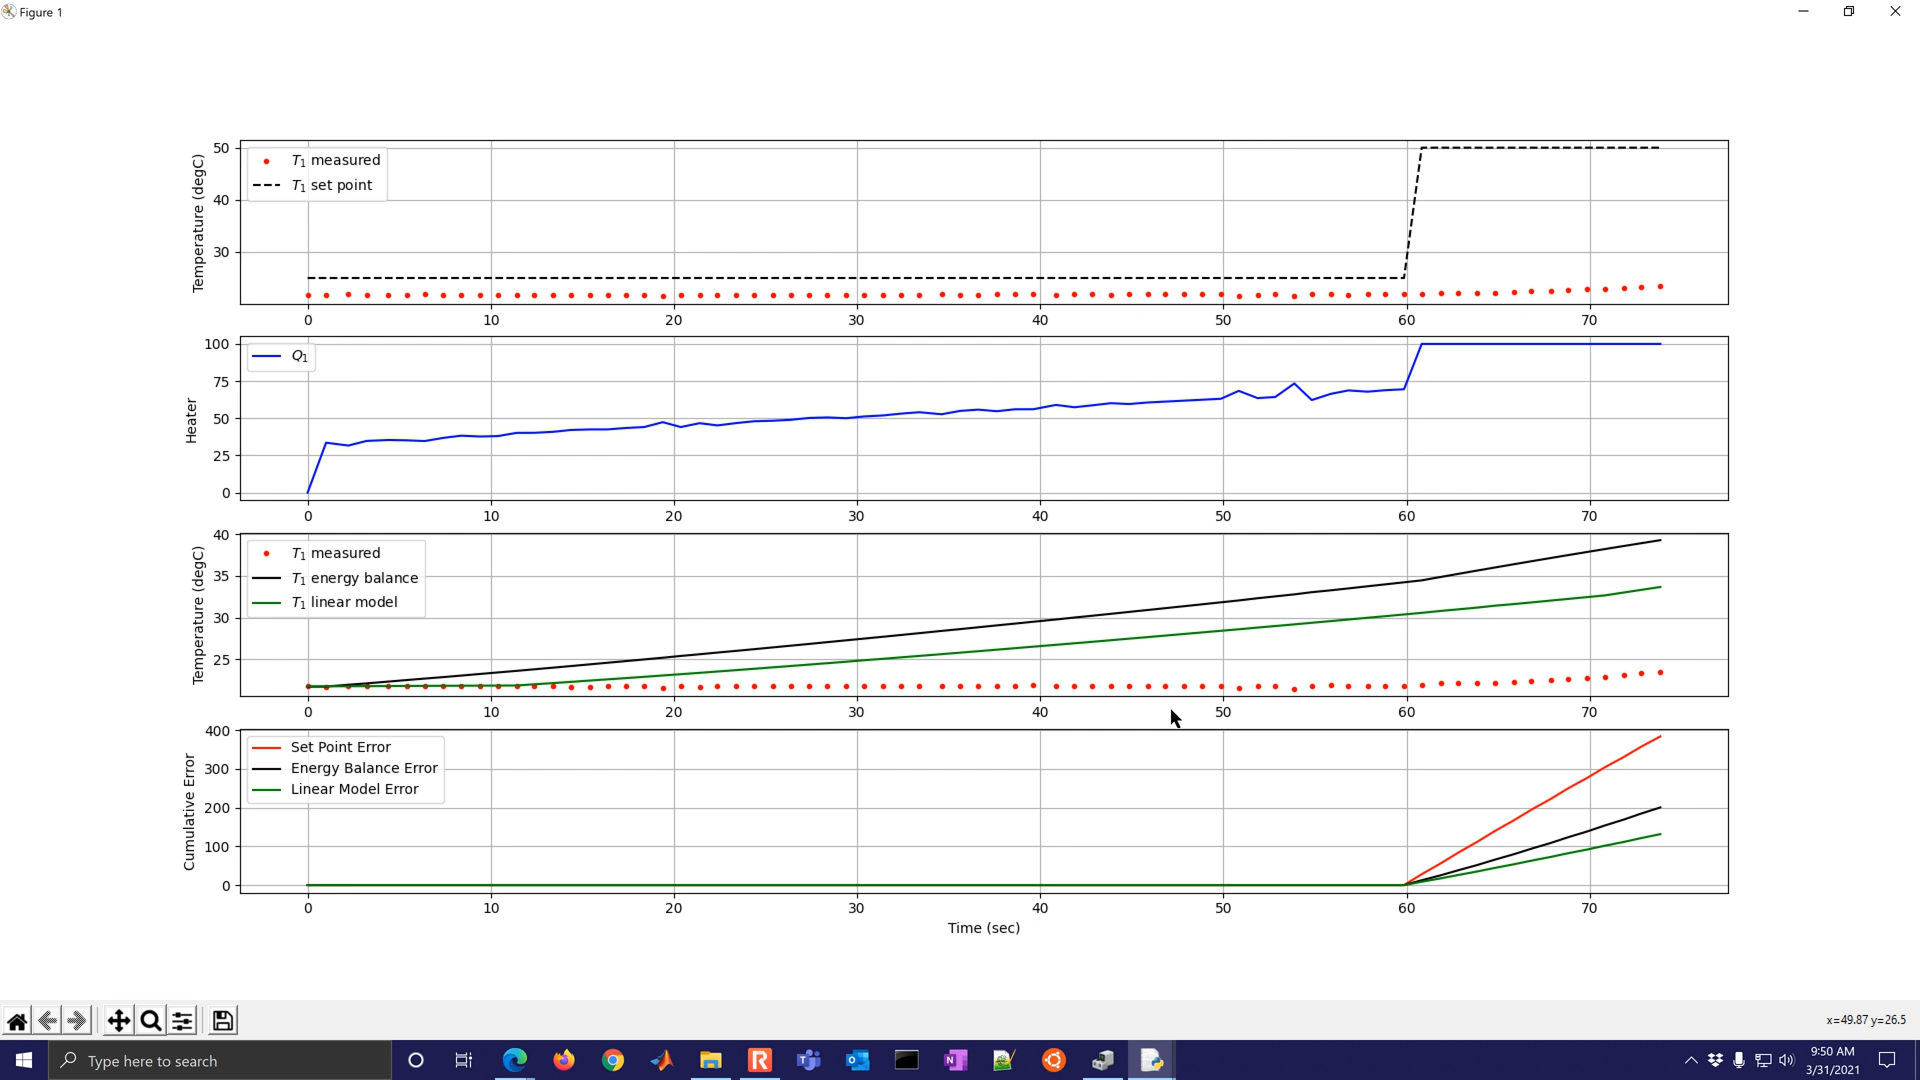 Figure 1
50
40
30
Temperature (degC)
T1 measured
T1 set point
0 10 20 30 40 50 60 70
100
75
50
25
0
Heater
Q1
0 10 20 30 40 50 60 70
40
35
30
25
Temperature (degC)
T1 measured
T1 energy balance
T1 linear model
0 10 20 30 40 50 60 70
400
300
200
100
0
Cumulative Error
Set Point Error
Energy Balance Error
Linear Model Error
0 10 20 30 40 50 60 70
Time (sec)
x=49.87 y=26.5
Type here to search
9:50 AM
3/31/2021